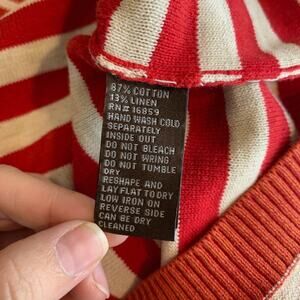 87% COTTON
13% LINEN
RN# 16859
HAND WASH COLD
SEPARATELY
INSIDE OUT
DO NOT BLEACH
DO NOT WRING
DO NOT TUMBLE
DRY
RESHAPE AND
LAY FLAT TO DRY
LOW IRON ON
REVERSE SIDE
CAN BE DRY
CLEANED